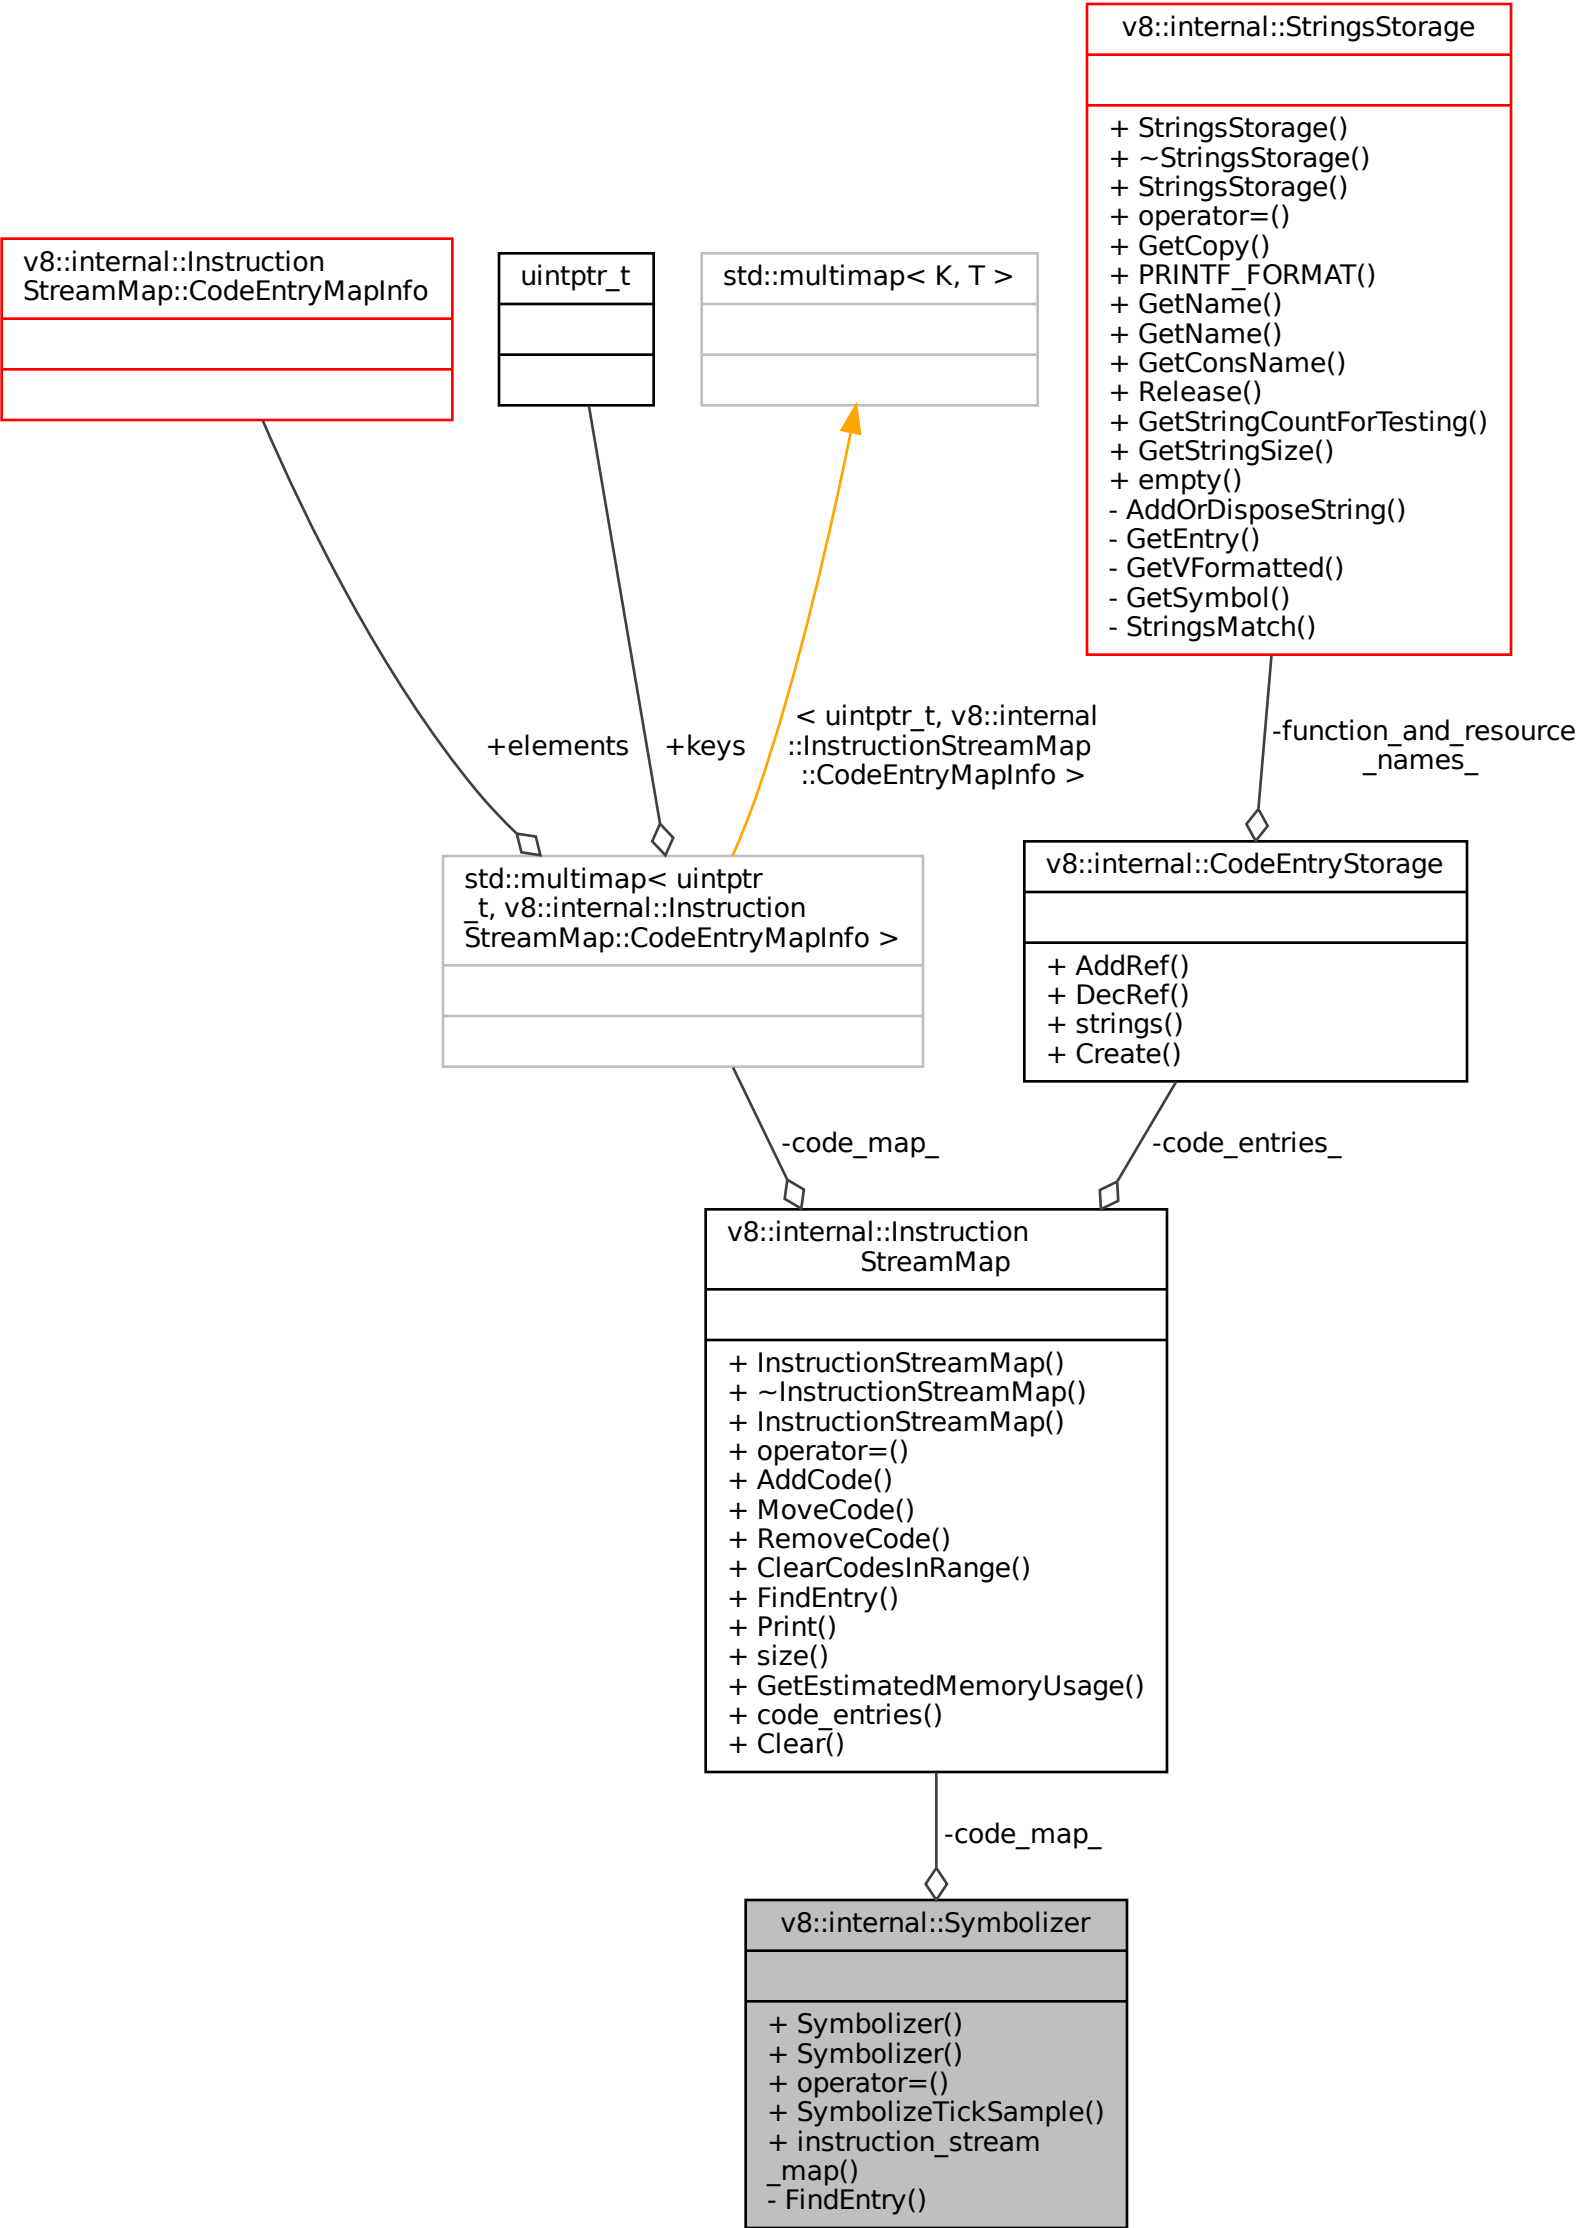 v8::internal::StringsStorage
+ StringsStorage()
+ ~StringsStorage()
+ StringsStorage()
+ operator=()
+ GetCopy()
+ PRINTF_FORMAT()
+ GetName()
+ GetName()
+ GetConsName()
+ Release()
+ GetStringCountForTesting()
+ GetStringSize()
+ empty()
- AddOrDisposeString()
- GetEntry()
- GetVFormatted()
- GetSymbol()
- StringsMatch()
v8::internal::Instruction
StreamMap::CodeEntryMapInfo
uintptr_t
std::multimap< K, T >
+elements
+keys
< uintptr_t, v8::internal
::InstructionStreamMap
::CodeEntryMapInfo >
-function_and_resource
_names_
std::multimap< uintptr
_t, v8::internal::Instruction
StreamMap::CodeEntryMapInfo >
v8::internal::CodeEntryStorage
+ AddRef()
+ DecRef()
+ strings()
+ Create()
-code_map_
-code_entries_
v8::internal::Instruction
StreamMap
+ InstructionStreamMap()
+ ~InstructionStreamMap()
+ InstructionStreamMap()
+ operator=()
+ AddCode()
+ MoveCode()
+ RemoveCode()
+ ClearCodesInRange()
+ FindEntry()
+ Print()
+ size()
+ GetEstimatedMemoryUsage()
+ code_entries()
+ Clear()
-code_map_
v8::internal::Symbolizer
+ Symbolizer()
+ Symbolizer()
+ operator=()
+ SymbolizeTickSample()
+ instruction_stream
_map()
- FindEntry()